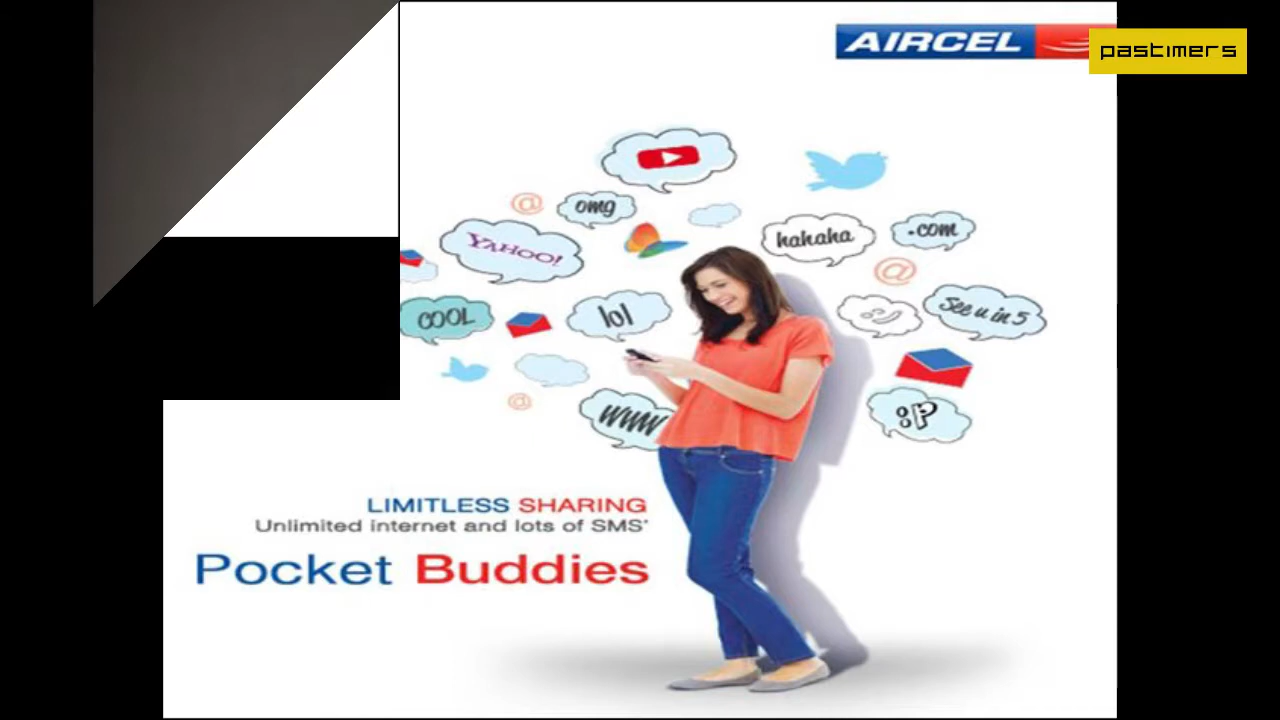 AIRCEL
pastimers
omg
YAHOO!
hahaha
.com
@
@
COOL
lol
see u in 5
@
www
:P
LIMITLESS SHARING
Unlimited internet and lots of SMS*
Pocket Buddies